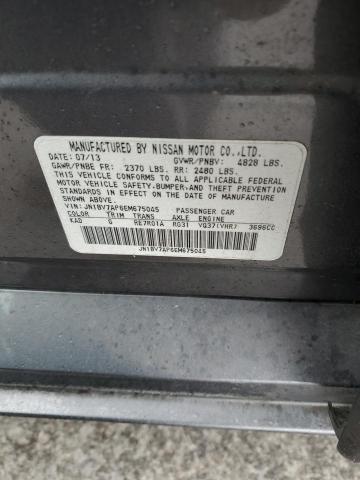 MANUFACTURED BY NISSAN MOTOR CO.,LTD.
DATE: 07/13 GVWR/PNBV: 4828 LBS.
GAWR/PNBE FR: 2370 LBS. RR: 2480 LBS.
THIS VEHICLE CONFORMS TO ALL APPLICABLE FEDERAL
MOTOR VEHICLE SAFETY,BUMPER,AND THEFT PREVENTION
STANDARDS IN EFFECT ON THE DATE OF MANUFACTURE
SHOWN ABOVE.
VIN: JN1BV7AP6EM675045 PASSENGER CAR
COLOR TRIM TRANS AXLE ENGINE
KAD G RE7R01A RG31 VQ37(VHR) 3696CC
JN1BV7AP6EM675045